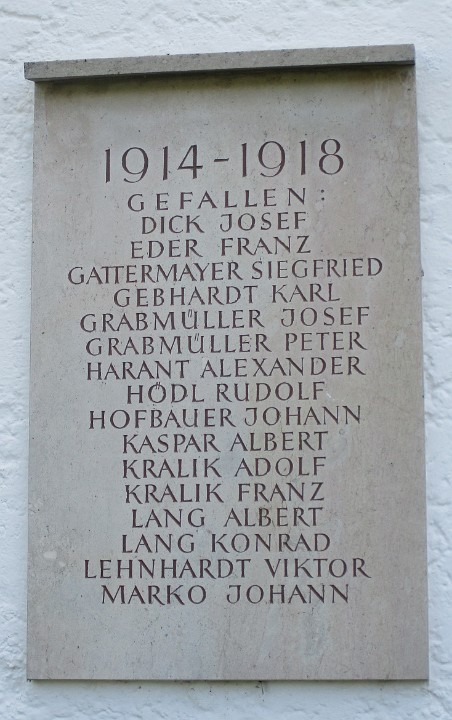 1914-1918
GEFALLEN:
DICK JOSEF
EDER FRANZ
GATTERMAYER SIEGFRIED
GEBHARDT KARL
GRABMÜLLER JOSEF
GRABMÜLLER PETER
HARANT ALEXANDER
HÖDL RUDOLF
HOFBAUER JOHANN
KASPAR ALBERT
KRALIK ADOLF
KRALIK FRANZ
LANG ALBERT
LANG KONRAD
LEHNHARDT VIKTOR
MARKO JOHANN